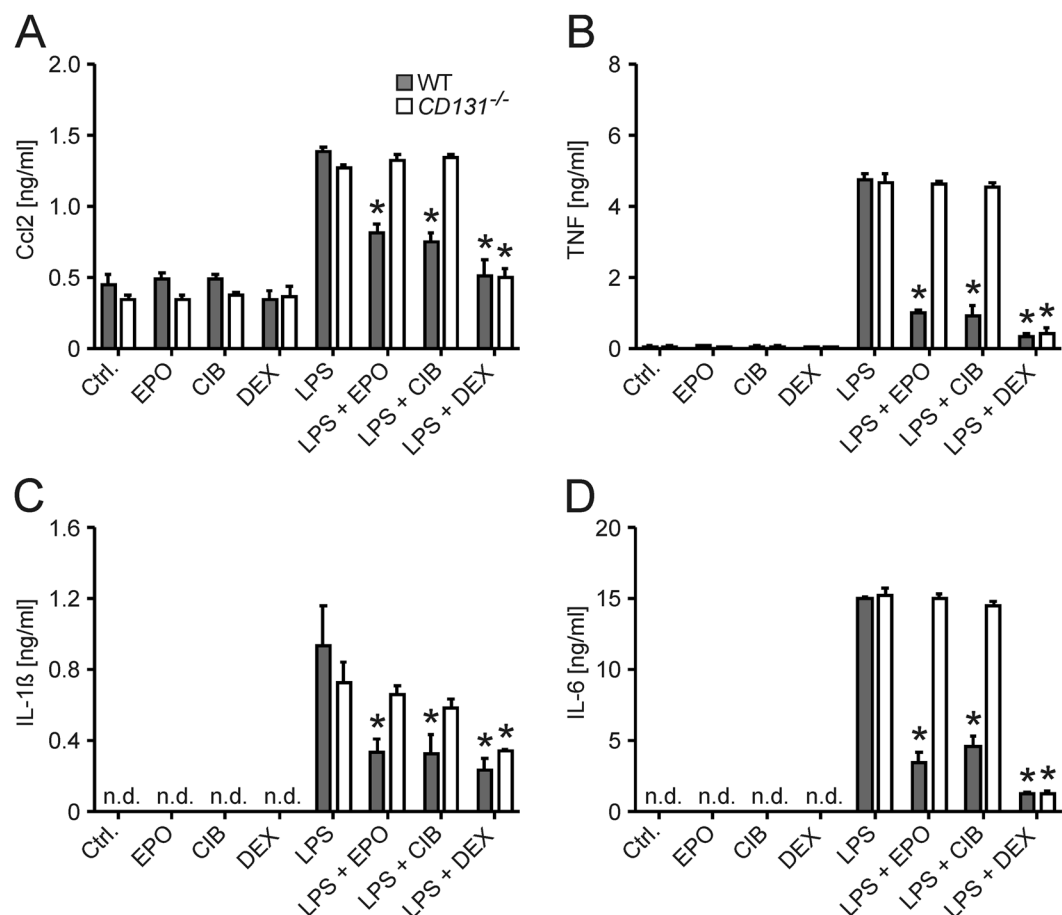 A
Ccl2 [ng/ml]
2.0
1.5
1.0
0.5
0
WT
CD131-/-
*
*
*
*
Ctrl.
EPO
CIB
DEX
LPS
LPS + EPO
LPS + CIB
LPS + DEX
B
TNF [ng/ml]
8
6
4
2
0
*
*
*
*
Ctrl.
EPO
CIB
DEX
LPS
LPS + EPO
LPS + CIB
LPS + DEX
C
IL-1ß [ng/ml]
1.6
1.2
0.8
0.4
0
n.d. n.d. n.d. n.d.
*
*
*
*
Ctrl.
EPO
CIB
DEX
LPS
LPS + EPO
LPS + CIB
LPS + DEX
D
IL-6 [ng/ml]
20
15
10
5
0
n.d. n.d. n.d. n.d.
*
*
*
*
Ctrl.
EPO
CIB
DEX
LPS
LPS + EPO
LPS + CIB
LPS + DEX